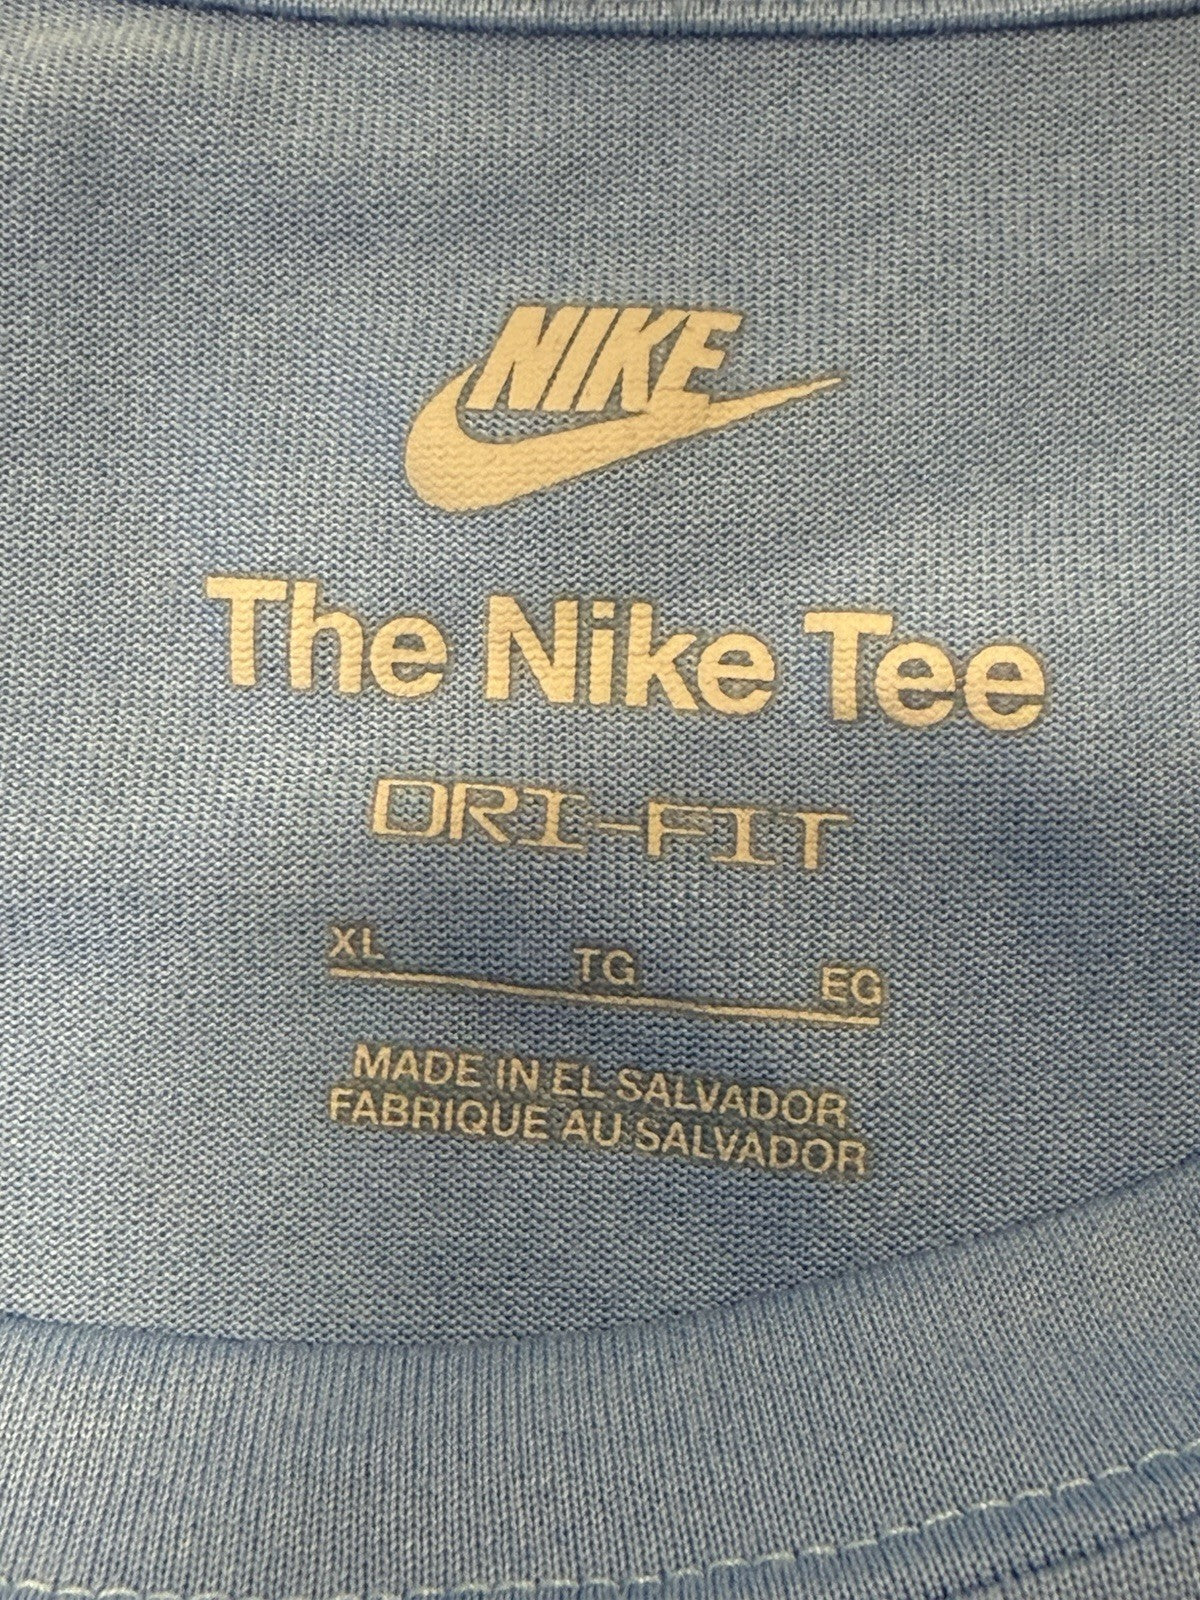 NIKE
The Nike Tee
DRI-FIT
XL TG EG
MADE IN EL SALVADOR
FABRIQUE AU SALVADOR